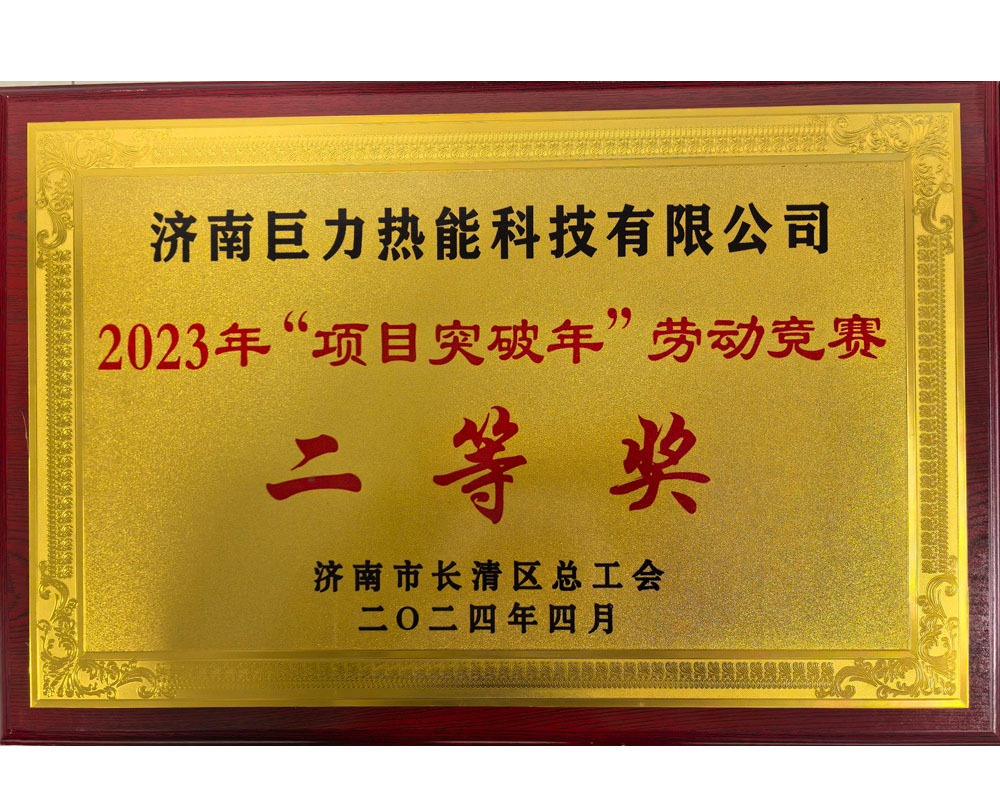 济南巨力热能科技有限公司
2023年“项目突破年”劳动竞赛
二等奖
济南市长清区总工会
二〇二四年四月